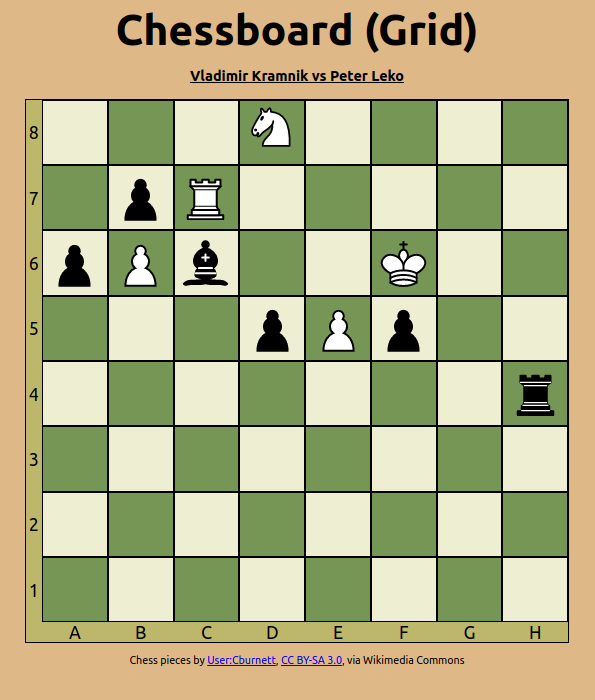 Chessboard (Grid)
Vladimir Kramnik vs Peter Leko
8
7
6
5
4
3
2
1
A B C D E F G H
Chess pieces by User:Cburnett, CC BY-SA 3.0, via Wikimedia Commons